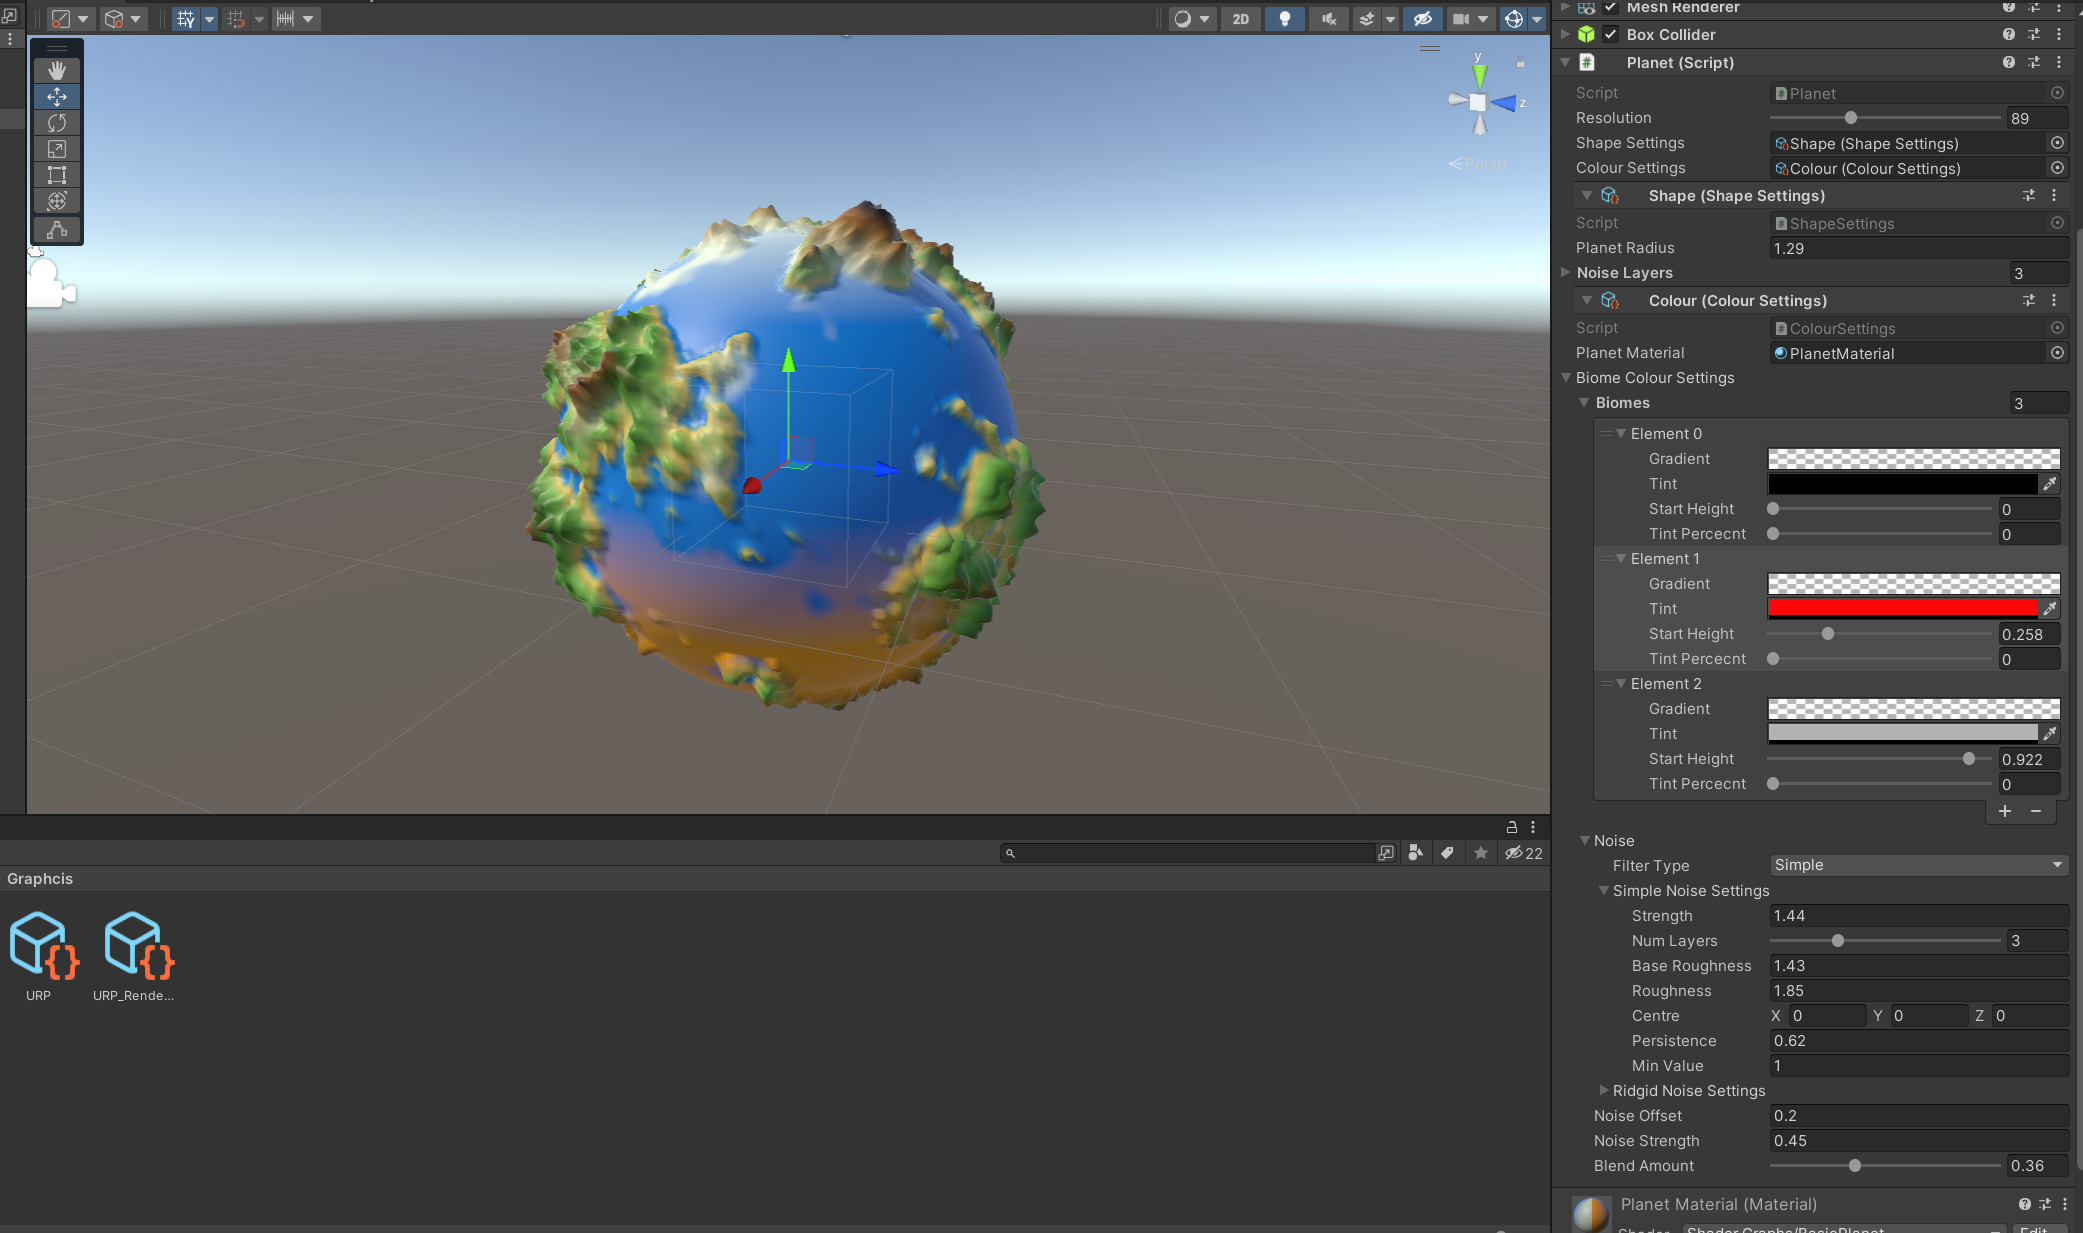 2D
y
z
Persp
Mesh Renderer
Box Collider
Planet (Script)
Script Planet
Resolution 89
Shape Settings Shape (Shape Settings)
Colour Settings Colour (Colour Settings)
Shape (Shape Settings)
Script ShapeSettings
Planet Radius 1.29
Noise Layers 3
Colour (Colour Settings)
Script ColourSettings
Planet Material PlanetMaterial
Biome Colour Settings
Biomes 3
Element 0
Gradient
Tint
Start Height 0
Tint Percecnt 0
Element 1
Gradient
Tint
Start Height 0.258
Tint Percecnt 0
Element 2
Gradient
Tint
Start Height 0.922
Tint Percecnt 0
+ −
Noise
Filter Type Simple
Simple Noise Settings
Strength 1.44
Num Layers 3
Base Roughness 1.43
Roughness 1.85
Centre X 0 Y 0 Z 0
Persistence 0.62
Min Value 1
Ridgid Noise Settings
Noise Offset 0.2
Noise Strength 0.45
Blend Amount 0.36
Planet Material (Material)
Shader Shader Graphs/BasicPlanet Edit
22
Graphcis
URP
URP_Rende...